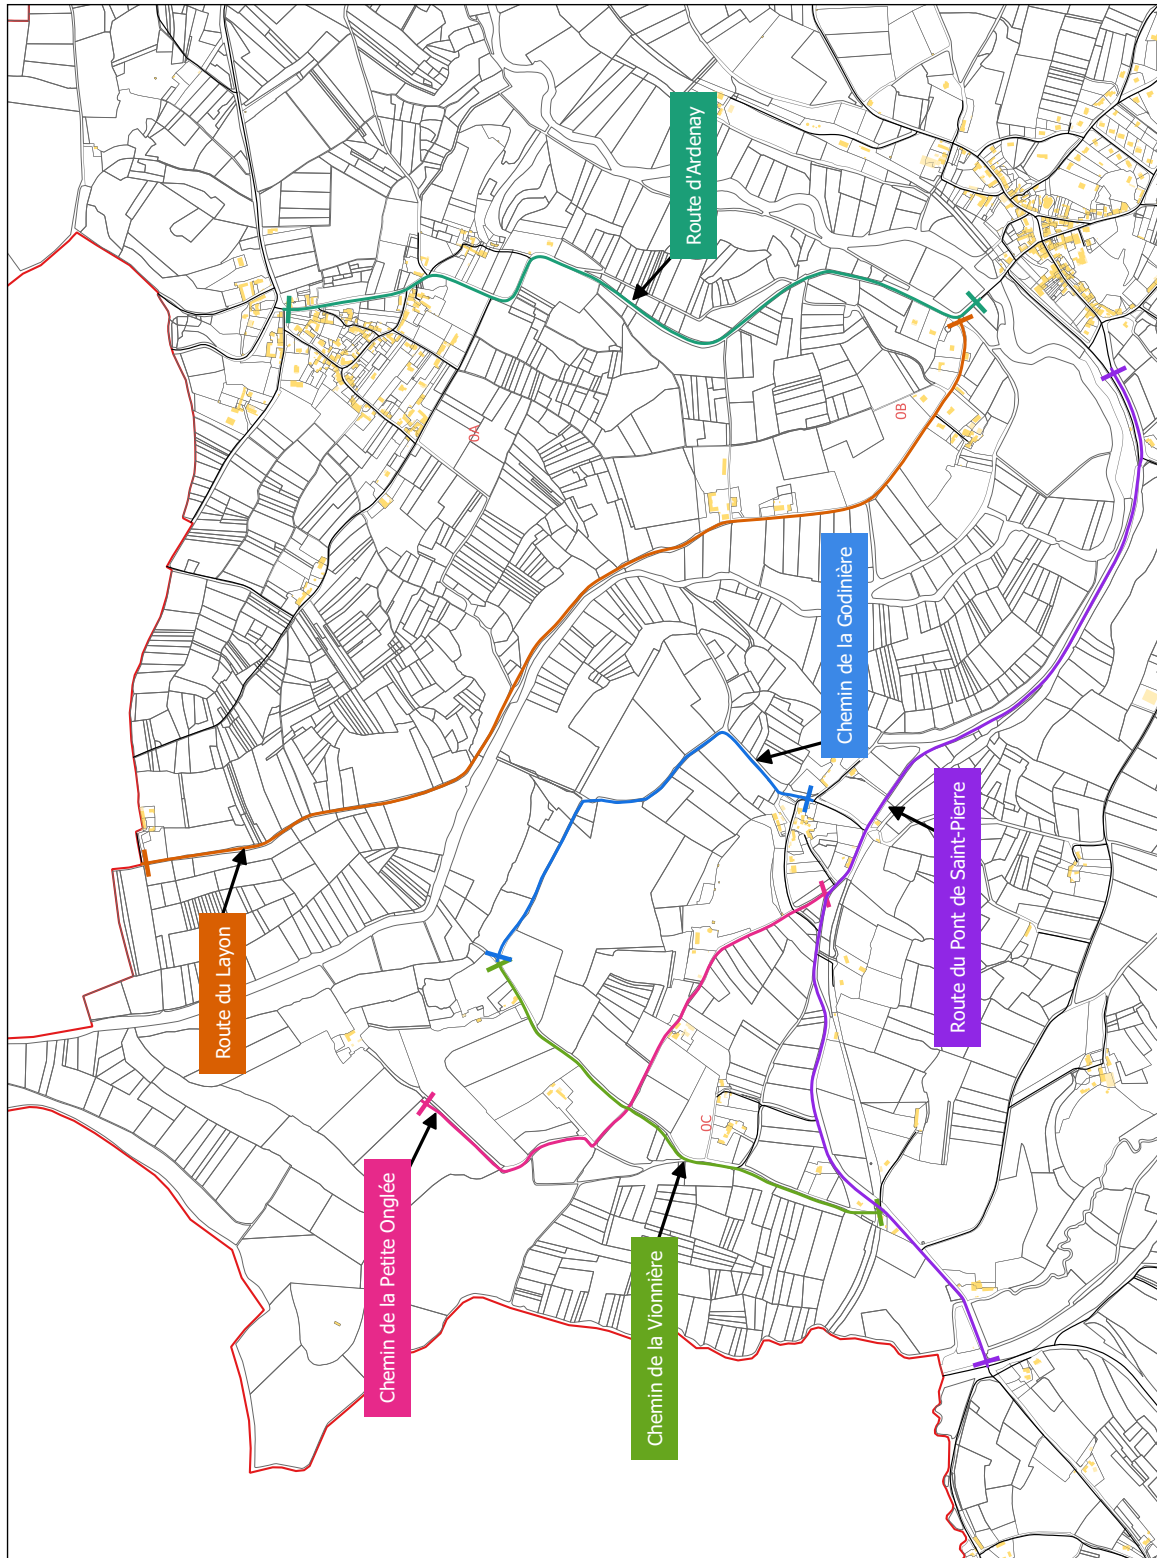 Route d'Ardenay
0A
0B
Chemin de la Godinière
Route du Layon
Route du Pont de Saint-Pierre
0C
Chemin de la Petite Onglée
Chemin de la Vionnière